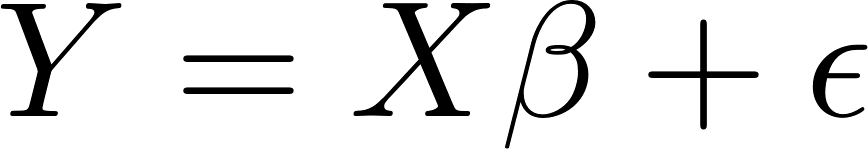 Y = Xβ + ϵ